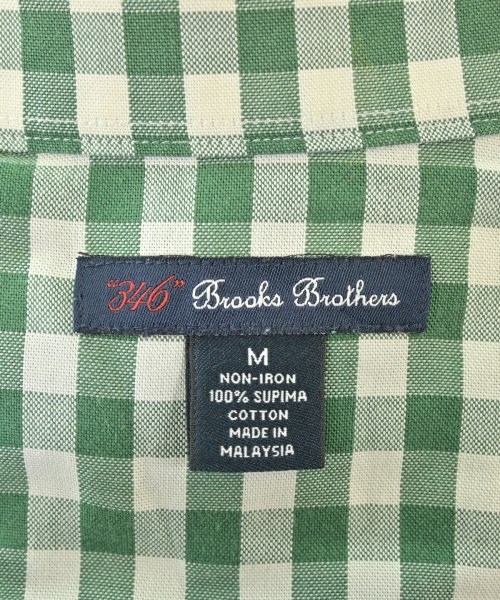 "346" Brooks Brothers
M
NON-IRON
100% SUPIMA
COTTON
MADE IN
MALAYSIA